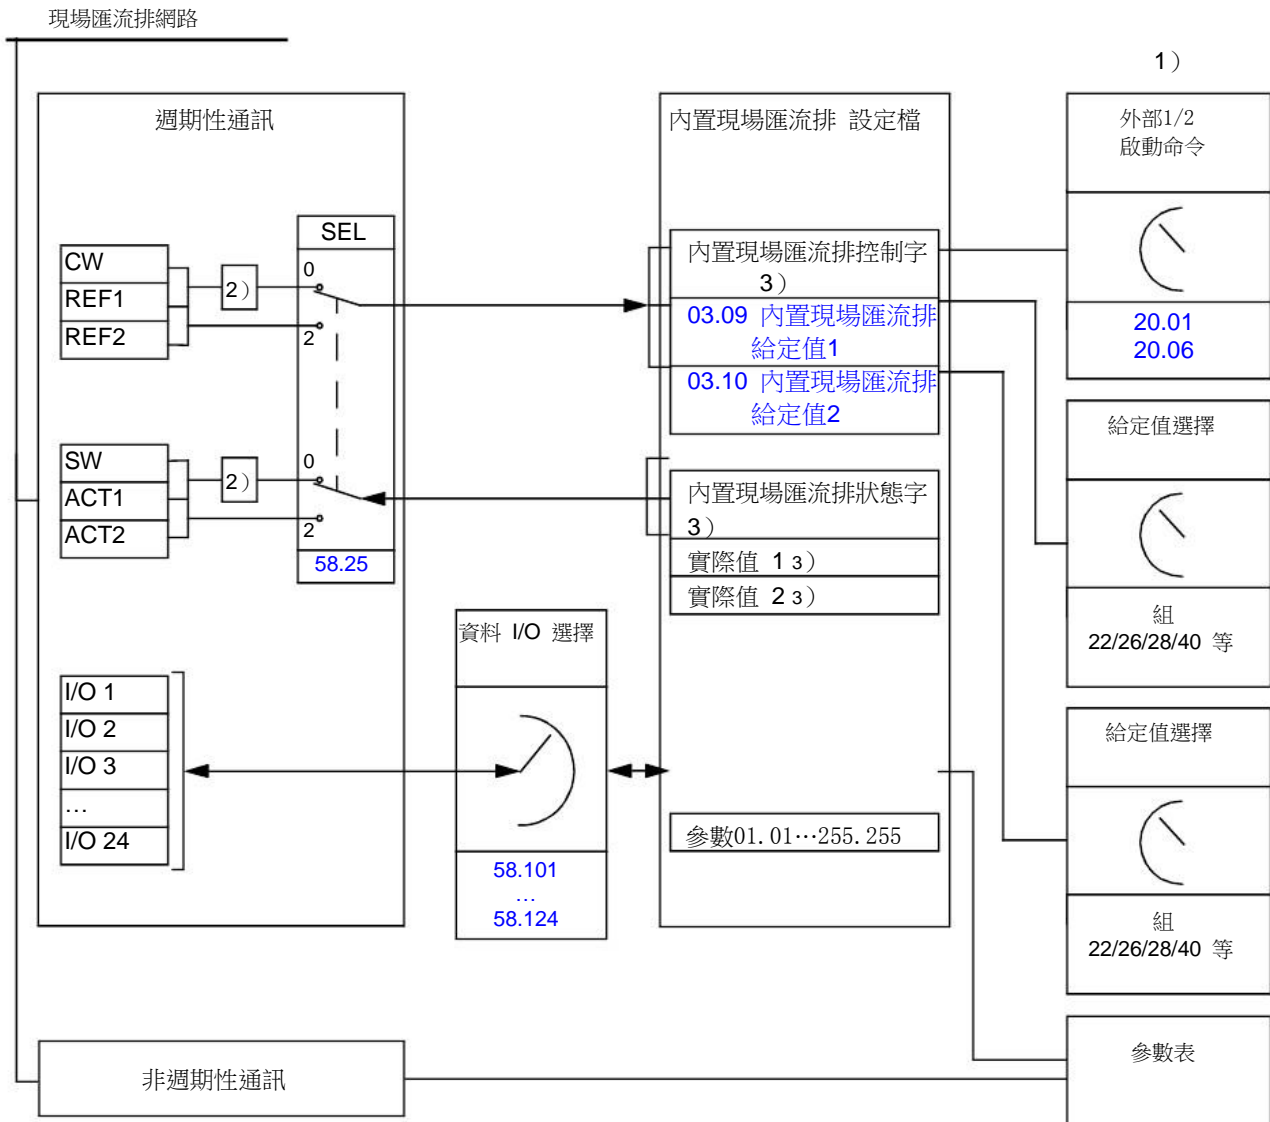 現場匯流排網路
1）
週期性通訊
SEL
CW
REF1
REF2
2）
0
2
SW
ACT1
ACT2
2）
0
2
58.25
I/O 1
I/O 2
I/O 3
…
I/O 24
資料 I/O 選擇
58.101
…
58.124
內置現場匯流排 設定檔
內置現場匯流排控制字
3）
03.09 內置現場匯流排
給定值1
03.10 內置現場匯流排
給定值2
內置現場匯流排狀態字
3）
實際值 1 3）
實際值 2 3）
參數01.01…255.255
外部1/2
啟動命令
20.01
20.06
給定值選擇
組
22/26/28/40 等
給定值選擇
組
22/26/28/40 等
參數表
非週期性通訊